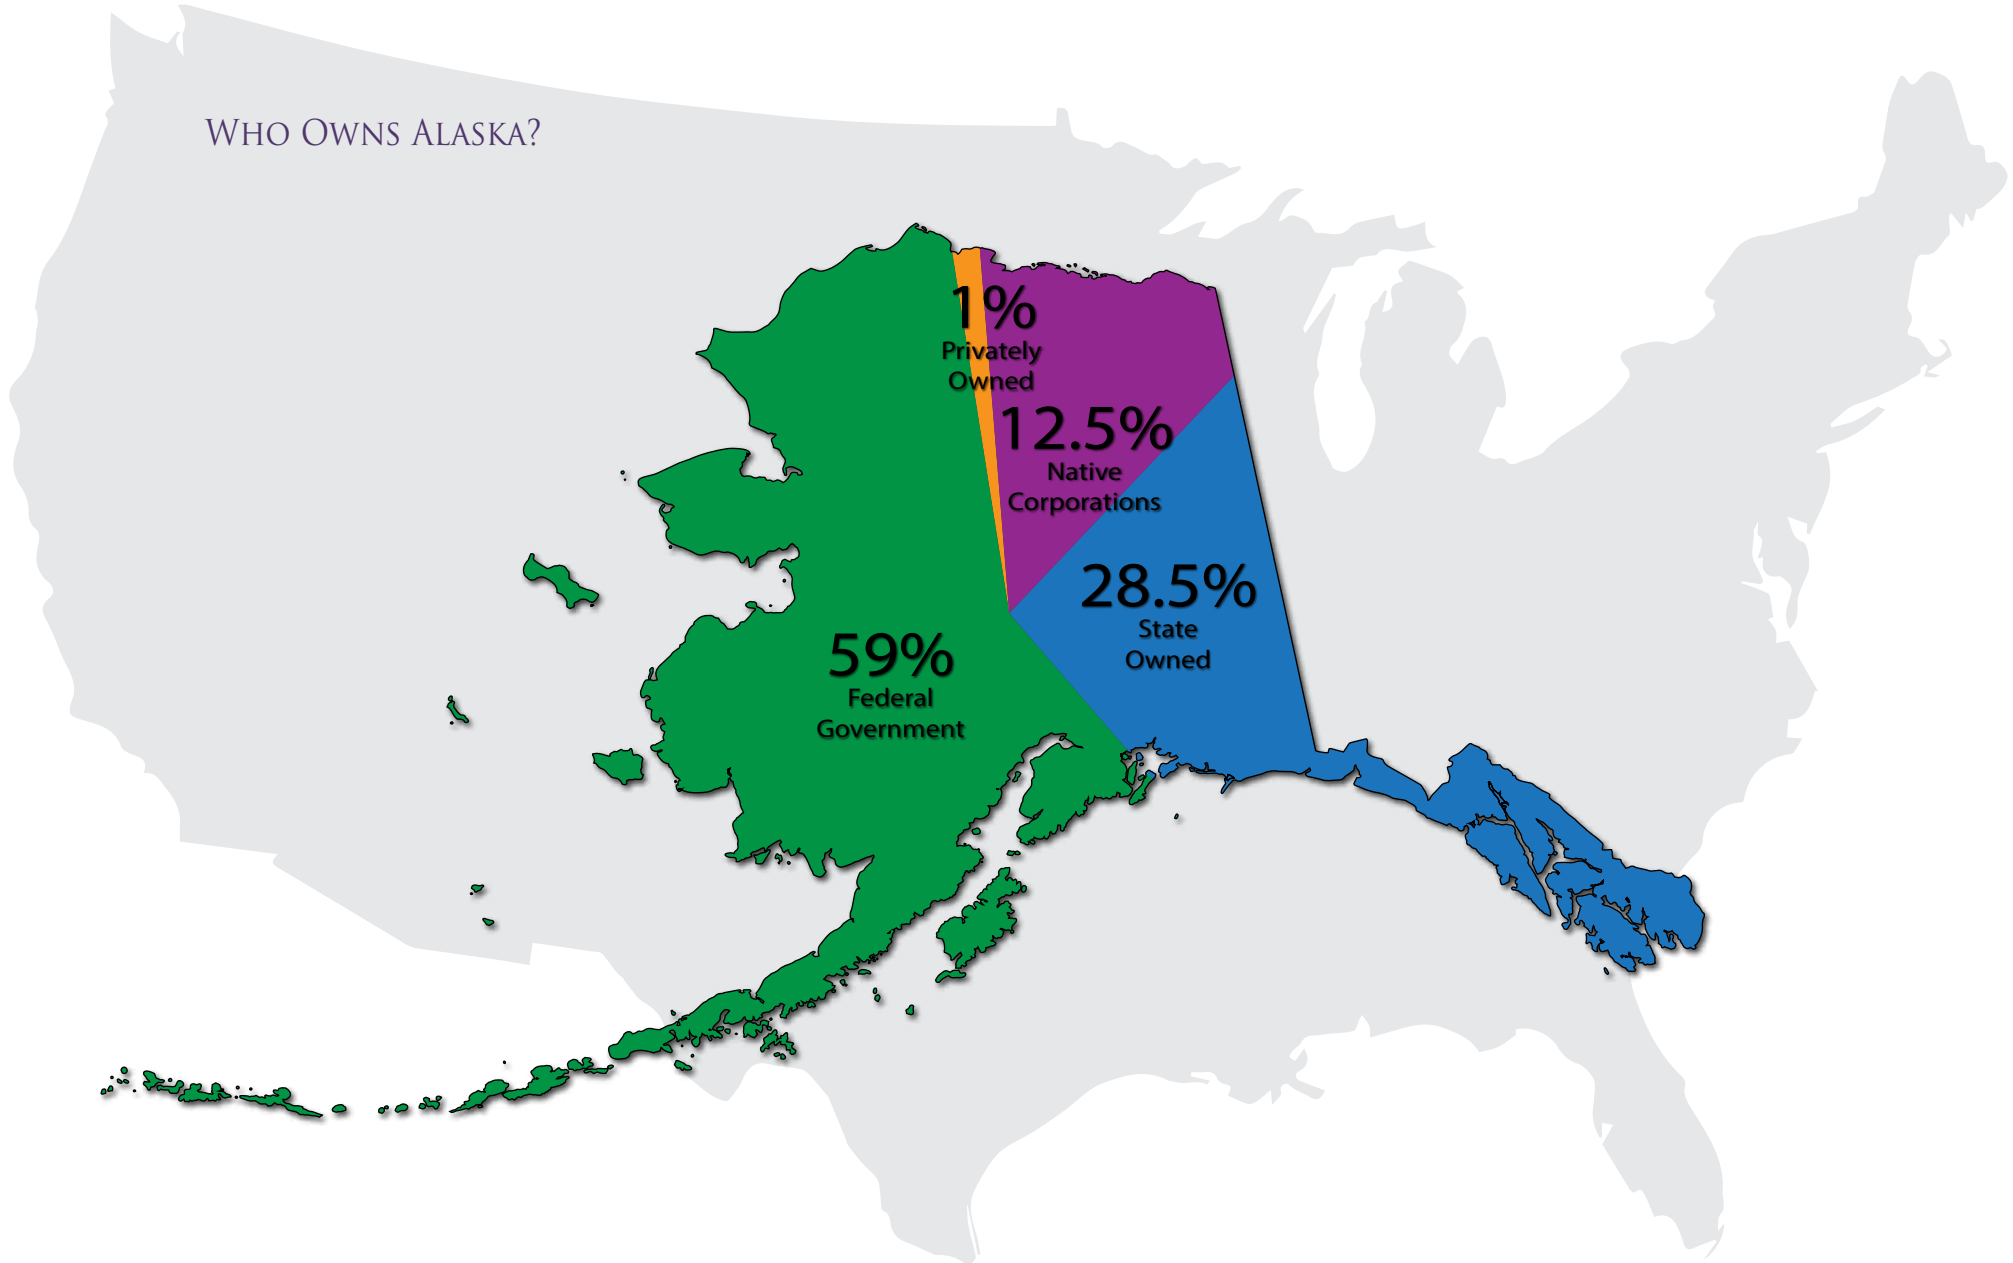 Who Owns Alaska?
1%
Privately
Owned
12.5%
Native
Corporations
28.5%
State
Owned
59%
Federal
Government